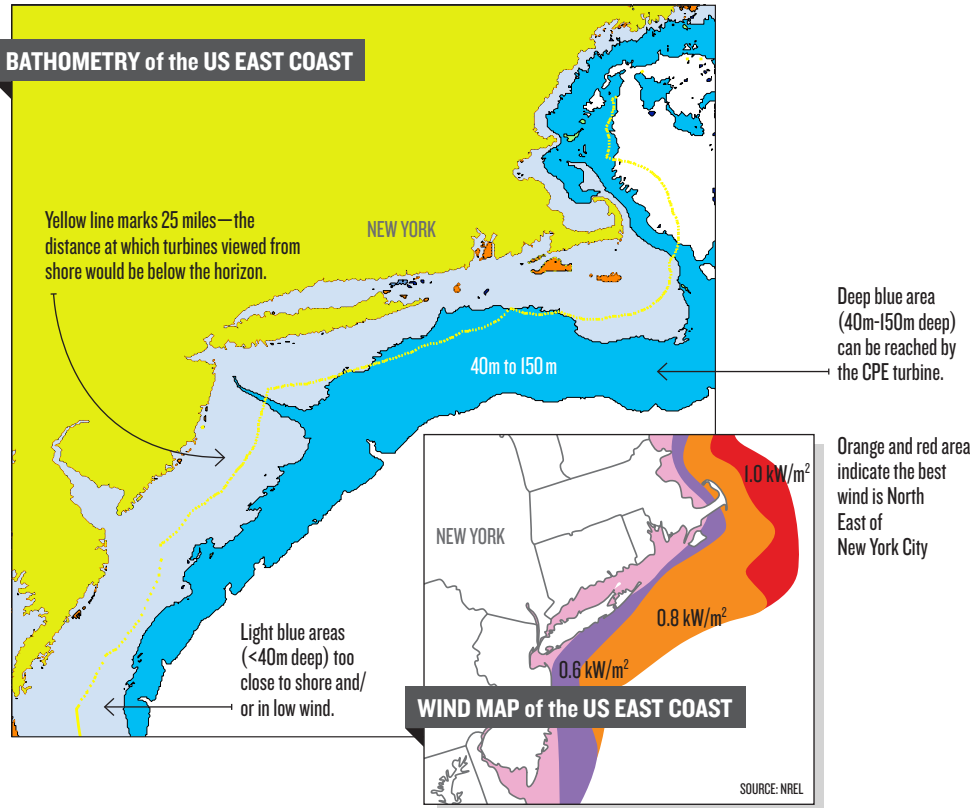 BATHOMETRY of the US EAST COAST
Yellow line marks 25 miles—the
distance at which turbines viewed from
shore would be below the horizon.
NEW YORK
40m to 150 m
Deep blue area
(40m-150m deep)
can be reached by
the CPE turbine.
Light blue areas
(<40m deep) too
close to shore and/
or in low wind.
Orange and red area
indicate the best
wind is North
East of
New York City
1.0 kW/m²
NEW YORK
0.8 kW/m²
0.6 kW/m²
WIND MAP of the US EAST COAST
SOURCE: NREL